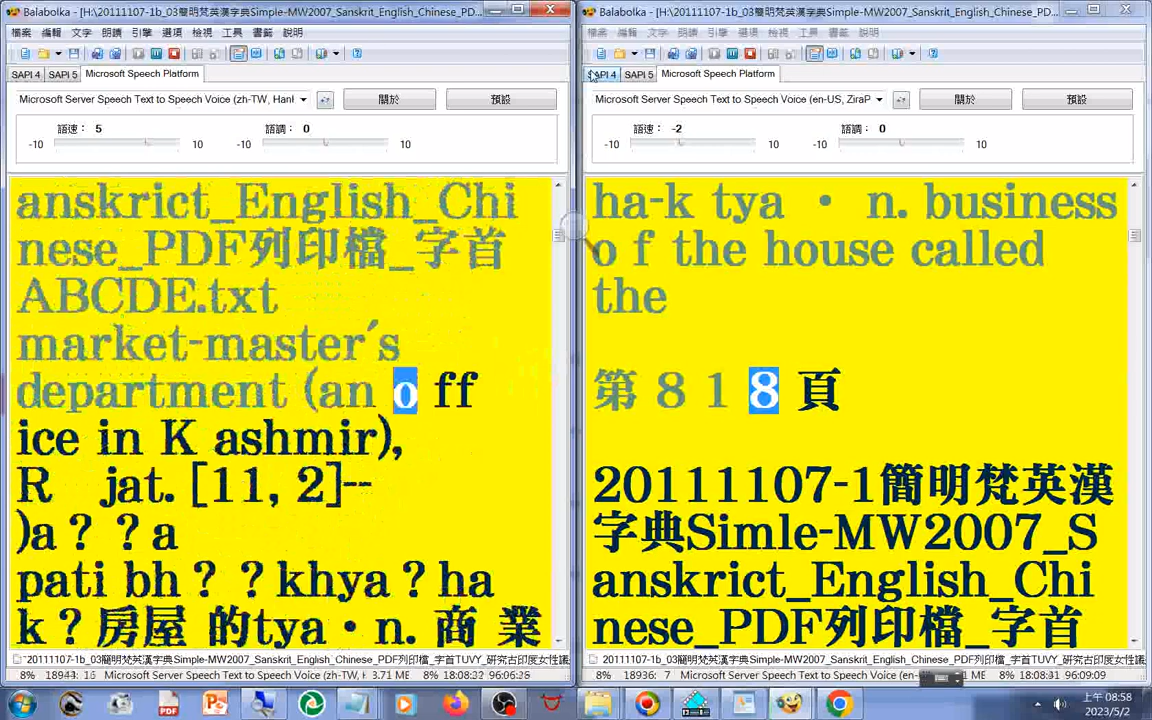 Balabolka - [H:\20111107-1b_03簡明梵英漢字典Simple-MW2007_Sanskrit_English_Chinese_PD...
檔案 編輯 文字 朗讀 引擎 選項 檢視 工具 書籤 說明
SAPI 4 SAPI 5 Microsoft Speech Platform
Microsoft Server Speech Text to Speech Voice (zh-TW, Hanl
關於 預設
語速： 5 語調： 0
-10 10 -10 10
anskrict_English_Chi
nese_PDF列印檔_字首
ABCDE.txt
market-master's
department (an o ff
ice in K ashmir),
R jat. [11, 2]--
)a？？a
pati bh？？khya？ha
k？房屋 的tya•n. 商 業
20111107-1b_03簡明梵英漢字典Simple-MW2007_Sanskrit_English_Chinese_PDF列印檔_字首TUVY_研究古印度女性議
8% 18944: 16 Microsoft Server Speech Text to Speech Voice (zh-TW, H 3.71 ME 8% 18:08:32 96:06:26
Balabolka - [H:\20111107-1b_03簡明梵英漢字典Simple-MW2007_Sanskrit_English_Chinese_PD...
檔案 編輯 文字 朗讀 引擎 選項 檢視 工具 書籤 說明
SAPI 4 SAPI 5 Microsoft Speech Platform
Microsoft Server Speech Text to Speech Voice (en-US, ZiraP
關於 預設
語速： -2 語調： 0
-10 10 -10 10
ha-k tya • n. business
o f the house called
the
第 8 1 8 頁
20111107-1簡明梵英漢
字典Simle-MW2007_S
anskrict_English_Chi
nese_PDF列印檔_字首
20111107-1b_03簡明梵英漢字典Simple-MW2007_Sanskrit_English_Chinese_PDF列印檔_字首TUVY_研究古印度女性議
8% 18936: 7 Microsoft Server Speech Text to Speech Voice 8% 18:08:31 96:09:09
PDF
上午 08:58
2023/5/2